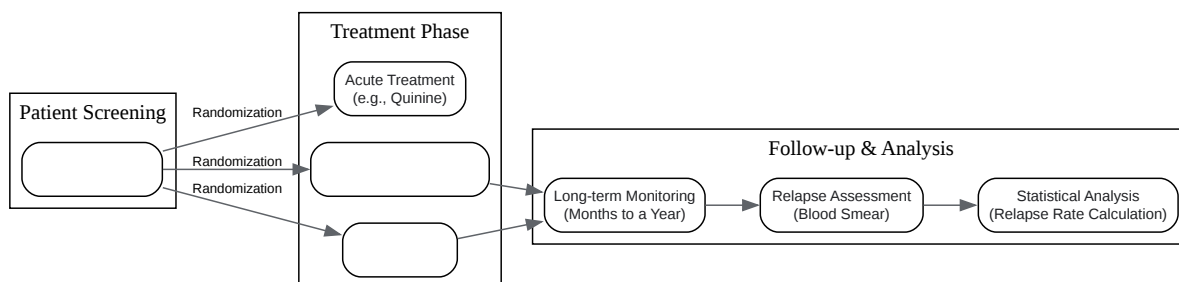 Patient Screening
Randomization
Randomization
Randomization
Treatment Phase
Acute Treatment
(e.g., Quinine)
Follow-up & Analysis
Long-term Monitoring
(Months to a Year)
Relapse Assessment
(Blood Smear)
Statistical Analysis
(Relapse Rate Calculation)